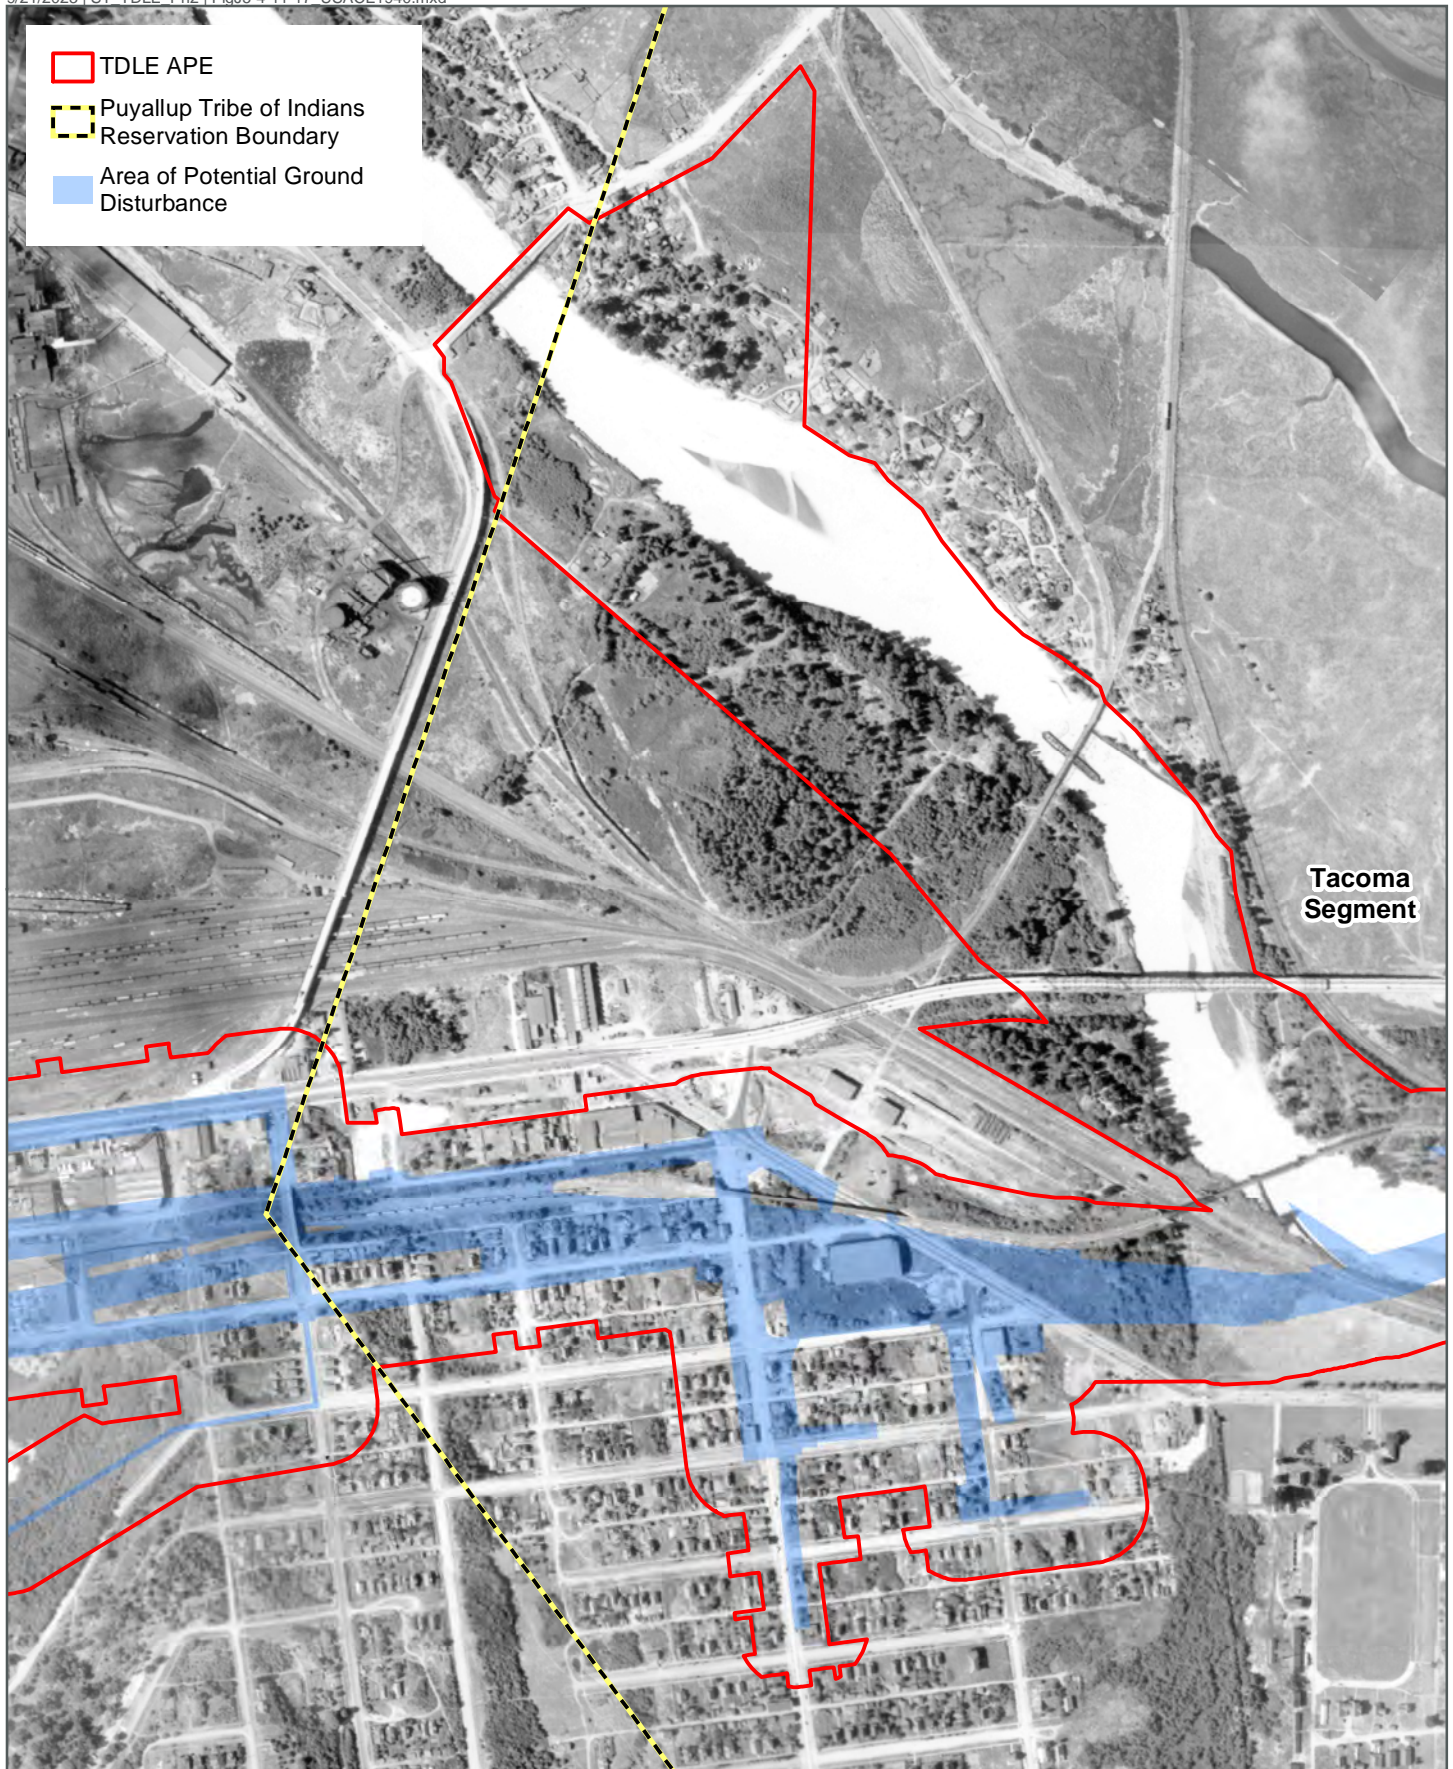 TDLE APE
Puyallup Tribe of Indians
Reservation Boundary
Area of Potential Ground
Disturbance
Tacoma
Segment